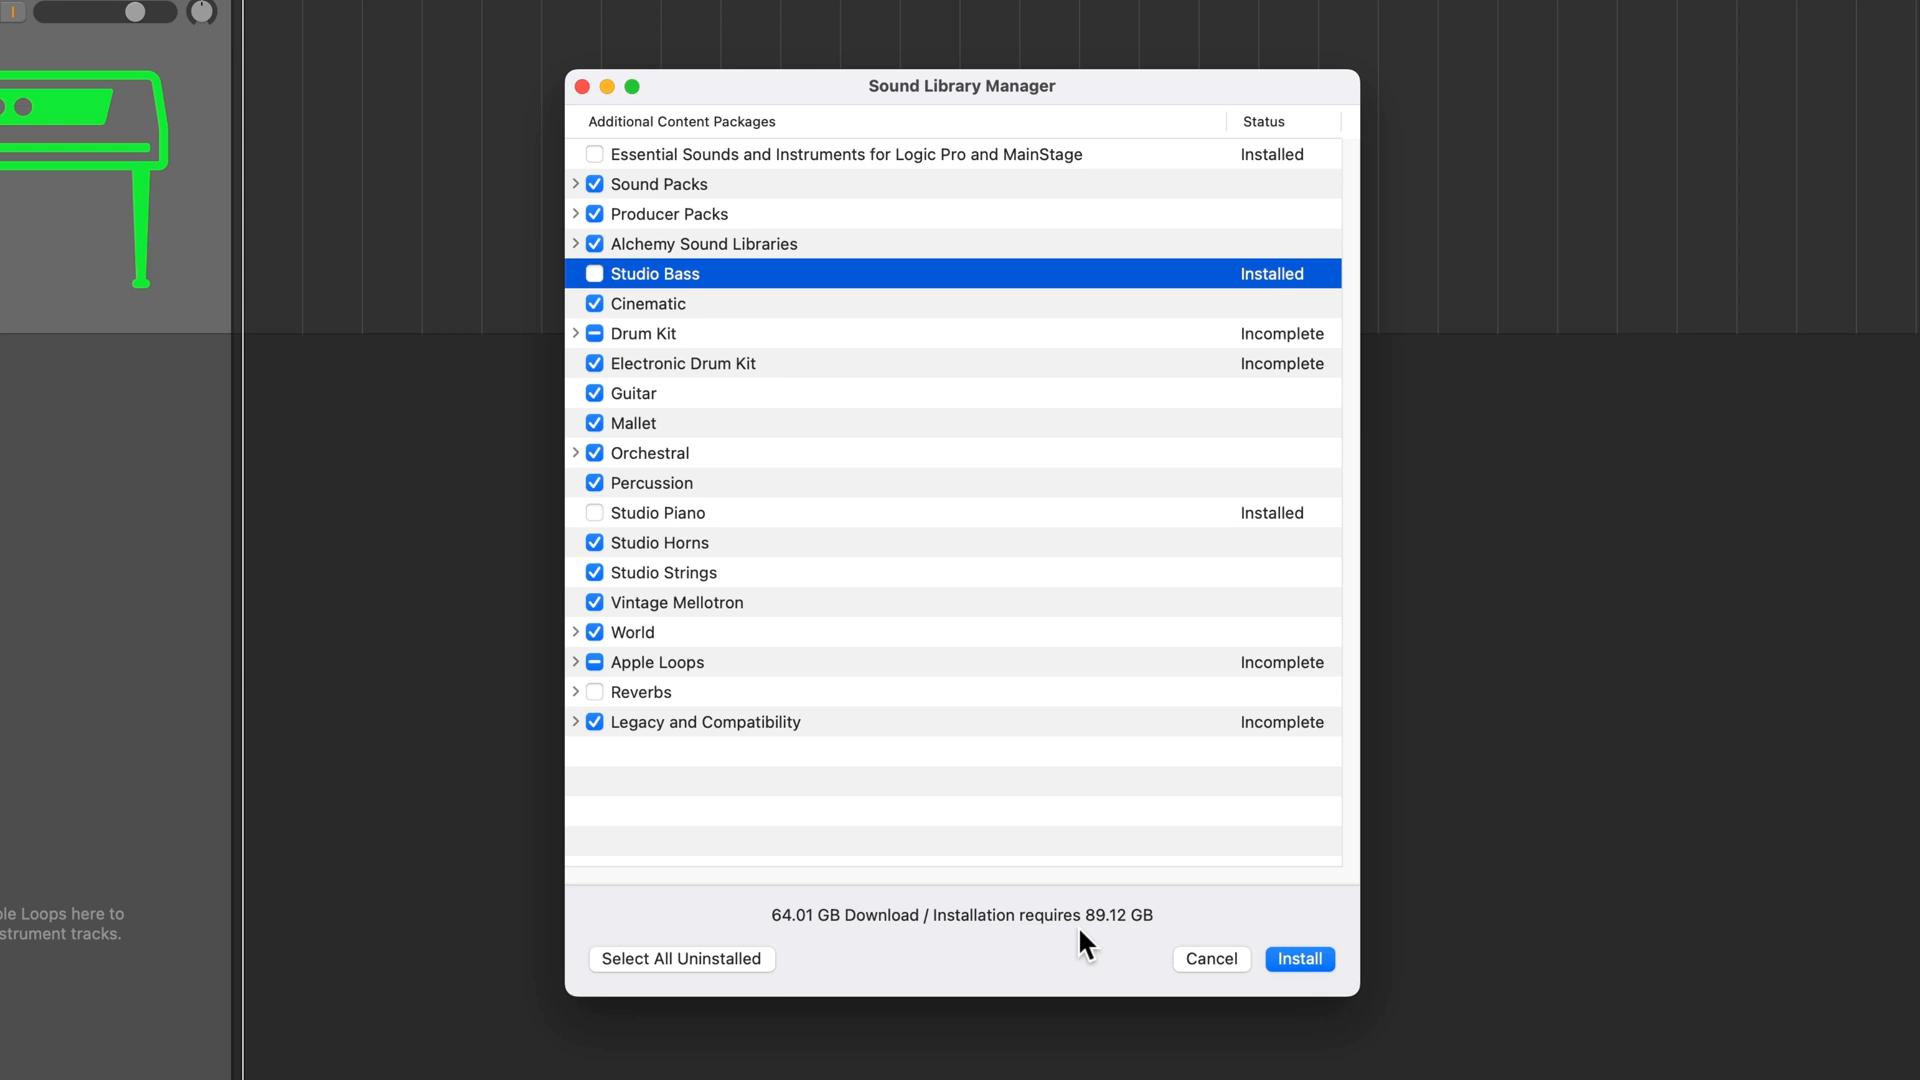 Sound Library Manager
Additional Content Packages Status
Essential Sounds and Instruments for Logic Pro and MainStage Installed
Sound Packs
Producer Packs
Alchemy Sound Libraries
Studio Bass Installed
Cinematic
Drum Kit Incomplete
Electronic Drum Kit Incomplete
Guitar
Mallet
Orchestral
Percussion
Studio Piano Installed
Studio Horns
Studio Strings
Vintage Mellotron
World
Apple Loops Incomplete
Reverbs
Legacy and Compatibility Incomplete
ple Loops here to
strument tracks.
64.01 GB Download / Installation requires 89.12 GB
Select All Uninstalled Cancel Install